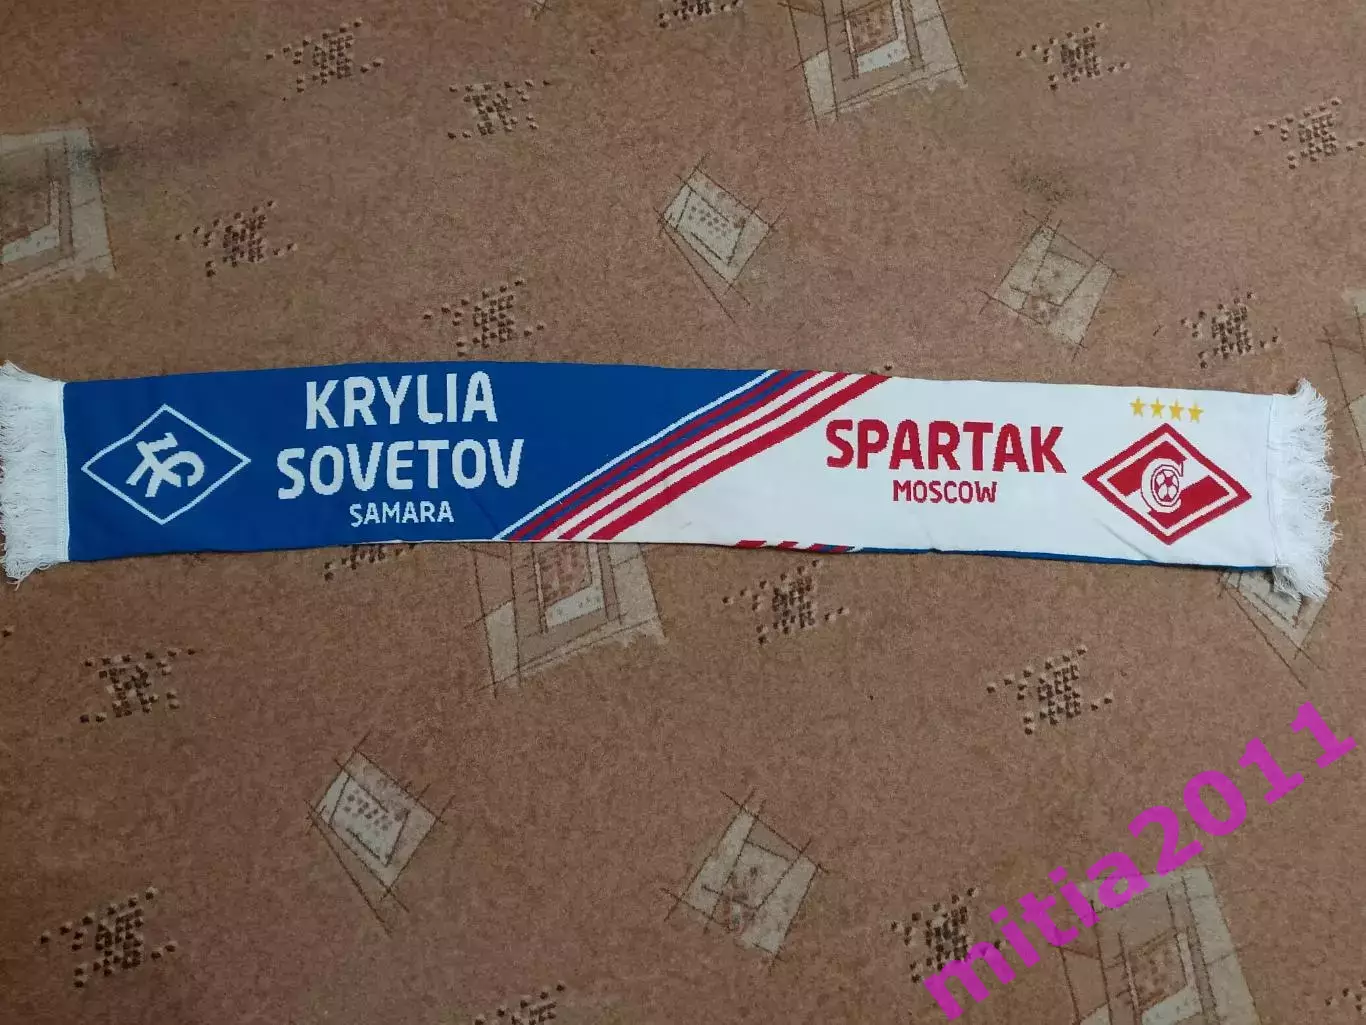 KRYLIA
SOVETOV
SAMARA
SPARTAK
MOSCOW
mitia2011